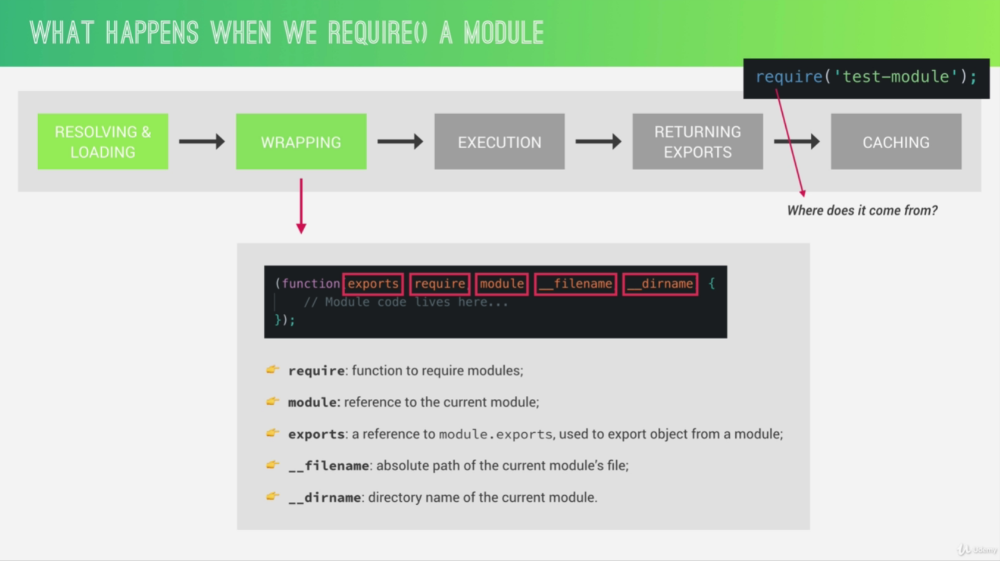 WHAT HAPPENS WHEN WE REQUIRE() A MODULE
require('test-module');
RESOLVING &
LOADING
WRAPPING
EXECUTION
RETURNING
EXPORTS
CACHING
Where does it come from?
(function exports require, module __filename __dirname {
// Module code lives here...
});
require: function to require modules;
module: reference to the current module;
exports: a reference to module.exports, used to export object from a module;
__filename: absolute path of the current module’s file;
__dirname: directory name of the current module.
Udemy